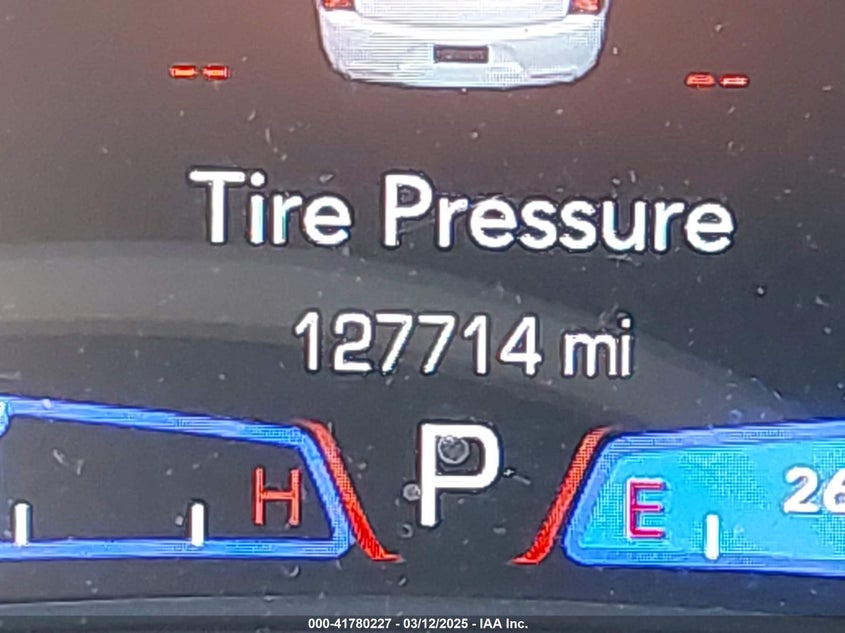 -- --
-- --
Tire Pressure
127714 mi
P
H
E
26
000-41780227 - 03/12/2025 - IAA Inc.